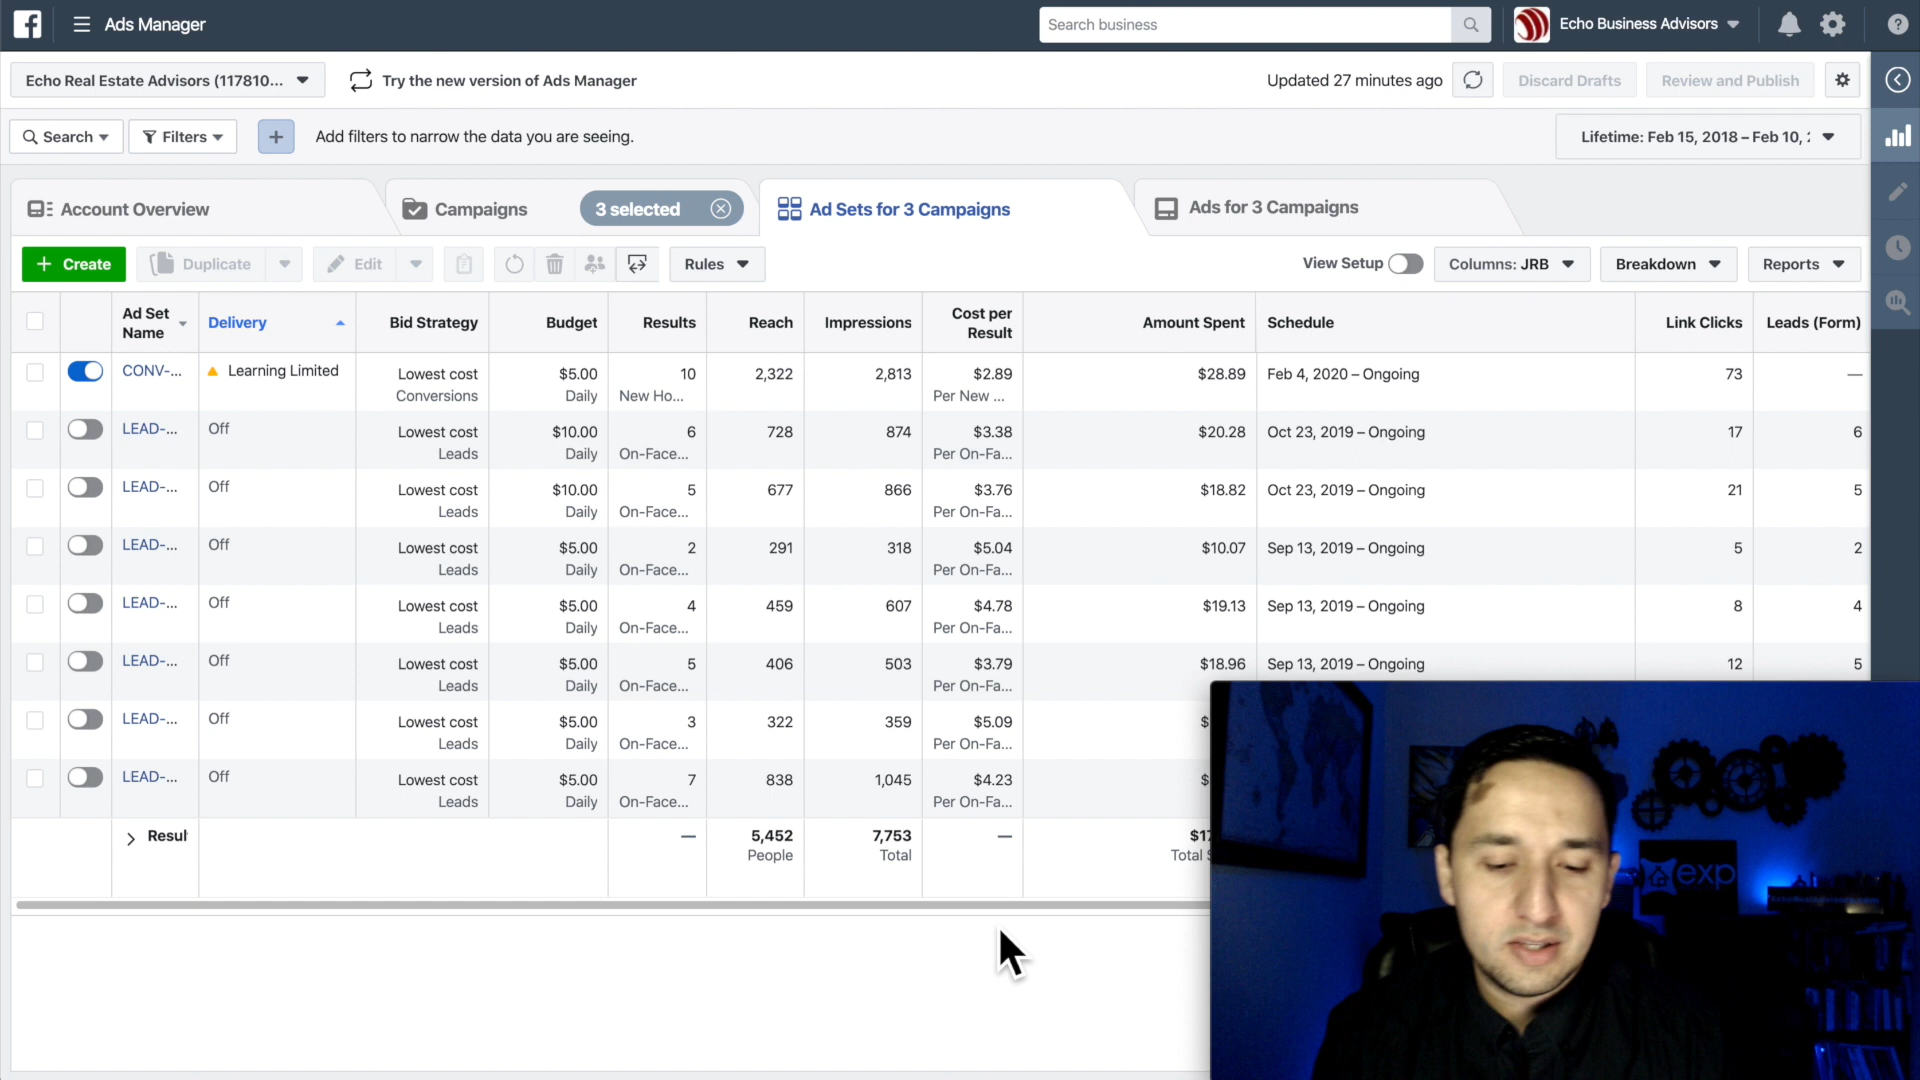 Ads Manager
Search business
Echo Business Advisors
Echo Real Estate Advisors (117810...
Try the new version of Ads Manager
Updated 27 minutes ago
Discard Drafts
Review and Publish
Search
Filters
Add filters to narrow the data you are seeing.
Lifetime: Feb 15, 2018 – Feb 10, 2
Account Overview
Campaigns
3 selected
Ad Sets for 3 Campaigns
Ads for 3 Campaigns
+ Create
Duplicate
Edit
Rules
View Setup
Columns: JRB
Breakdown
Reports
Ad Set Name Delivery Bid Strategy Budget Results Reach Impressions Cost per Result Amount Spent Schedule Link Clicks Leads (Form)
CONV-... Learning Limited Lowest cost $5.00 10 2,322 2,813 $2.89 $28.89 Feb 4, 2020 – Ongoing 73 —
Conversions Daily New Ho... Per New ...
LEAD-... Off Lowest cost $10.00 6 728 874 $3.38 $20.28 Oct 23, 2019 – Ongoing 17 6
Leads Daily On-Face... Per On-Fa...
LEAD-... Off Lowest cost $10.00 5 677 866 $3.76 $18.82 Oct 23, 2019 – Ongoing 21 5
Leads Daily On-Face... Per On-Fa...
LEAD-... Off Lowest cost $5.00 2 291 318 $5.04 $10.07 Sep 13, 2019 – Ongoing 5 2
Leads Daily On-Face... Per On-Fa...
LEAD-... Off Lowest cost $5.00 4 459 607 $4.78 $19.13 Sep 13, 2019 – Ongoing 8 4
Leads Daily On-Face... Per On-Fa...
LEAD-... Off Lowest cost $5.00 5 406 503 $3.79 $18.96 Sep 13, 2019 – Ongoing 12 5
Leads Daily On-Face... Per On-Fa...
LEAD-... Off Lowest cost $5.00 3 322 359 $5.09 $
Leads Daily On-Face... Per On-Fa...
LEAD-... Off Lowest cost $5.00 7 838 1,045 $4.23 $
Leads Daily On-Face... Per On-Fa...
Resul — 5,452 7,753 — $17
People Total Total
exp